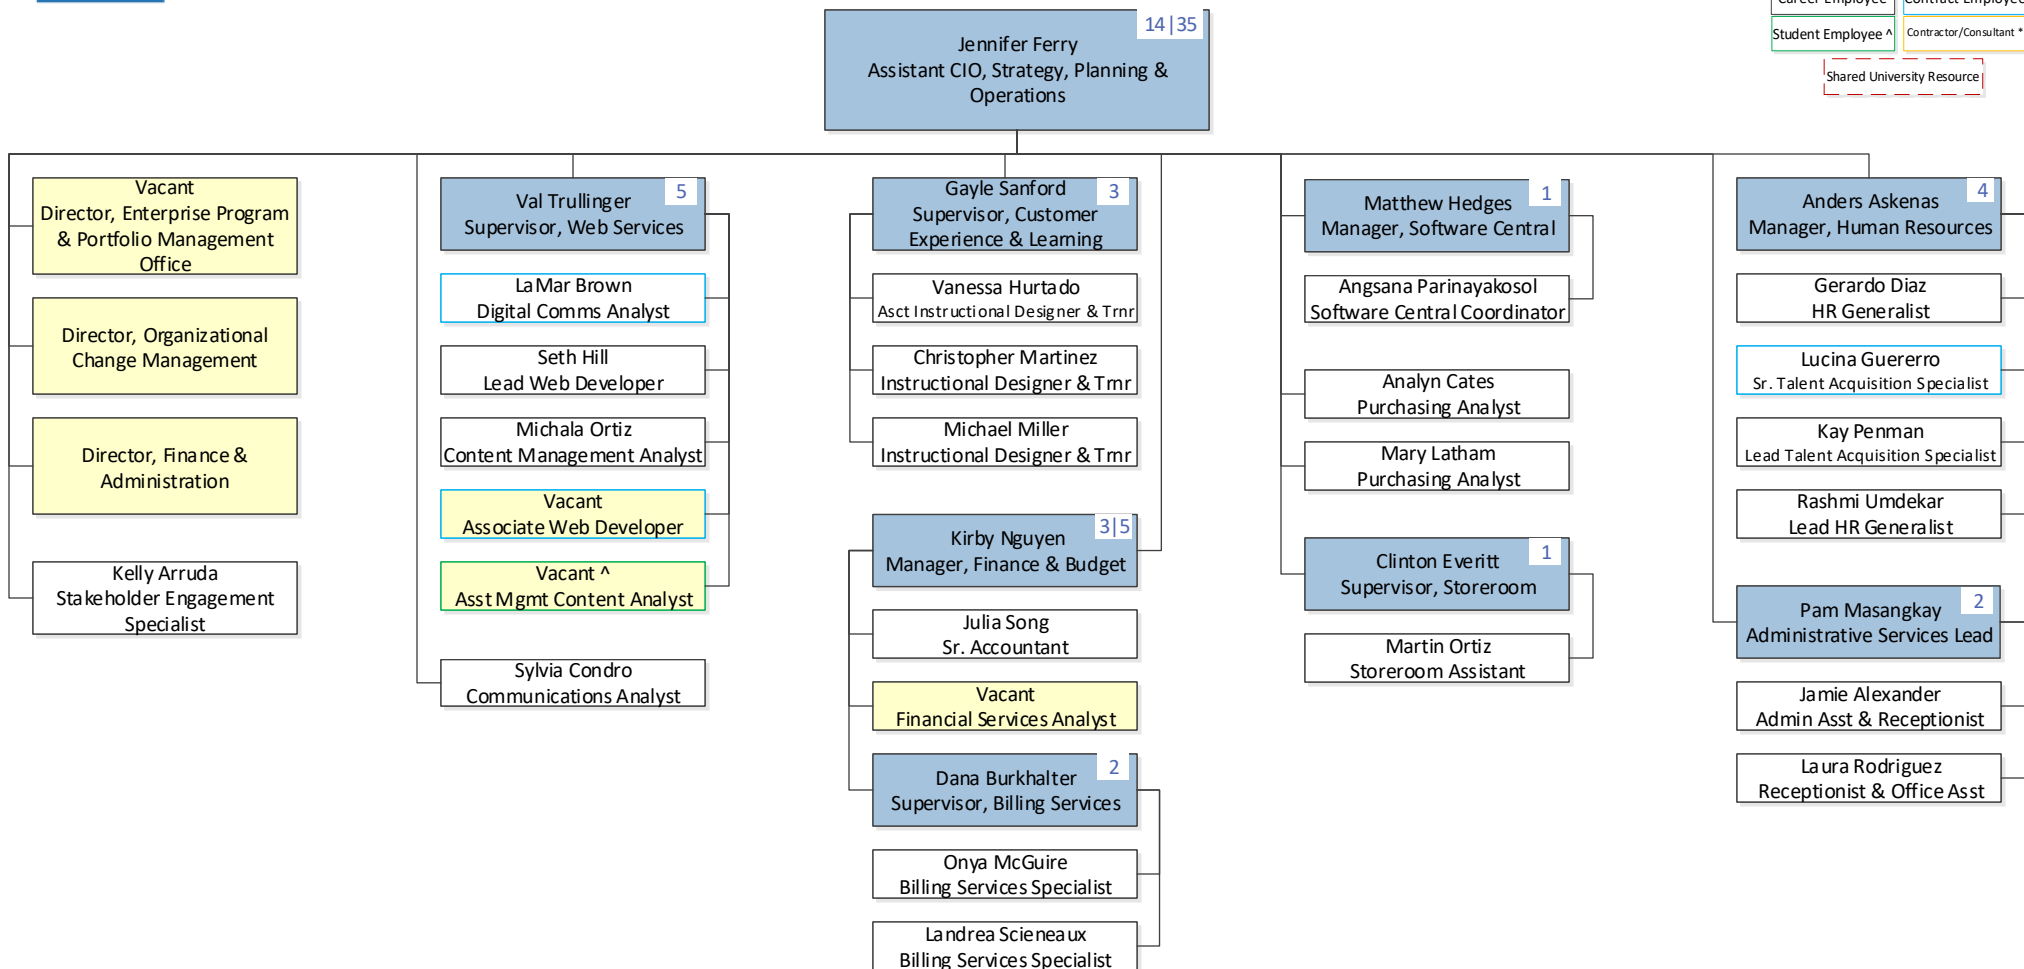 14|35
Jennifer Ferry
Assistant CIO, Strategy, Planning &
Operations
Career Employee
Contract Employee
Student Employee ^
Contractor/Consultant *
Shared University Resource
Vacant
Director, Enterprise Program
& Portfolio Management
Office
Director, Organizational
Change Management
Director, Finance &
Administration
Kelly Arruda
Stakeholder Engagement
Specialist
5
Val Trullinger
Supervisor, Web Services
LaMar Brown
Digital Comms Analyst
Seth Hill
Lead Web Developer
Michala Ortiz
Content Management Analyst
Vacant
Associate Web Developer
Vacant ^
Asst Mgmt Content Analyst
Sylvia Condro
Communications Analyst
3
Gayle Sanford
Supervisor, Customer
Experience & Learning
Vanessa Hurtado
Asct Instructional Designer & Trnr
Christopher Martinez
Instructional Designer & Trnr
Michael Miller
Instructional Designer & Trnr
3|5
Kirby Nguyen
Manager, Finance & Budget
Julia Song
Sr. Accountant
Vacant
Financial Services Analyst
2
Dana Burkhalter
Supervisor, Billing Services
Onya McGuire
Billing Services Specialist
Landrea Scieneaux
Billing Services Specialist
1
Matthew Hedges
Manager, Software Central
Angsana Parinayakosol
Software Central Coordinator
Analyn Cates
Purchasing Analyst
Mary Latham
Purchasing Analyst
1
Clinton Everitt
Supervisor, Storeroom
Martin Ortiz
Storeroom Assistant
4
Anders Askenas
Manager, Human Resources
Gerardo Diaz
HR Generalist
Lucina Guererro
Sr. Talent Acquisition Specialist
Kay Penman
Lead Talent Acquisition Specialist
Rashmi Umdekar
Lead HR Generalist
2
Pam Masangkay
Administrative Services Lead
Jamie Alexander
Admin Asst & Receptionist
Laura Rodriguez
Receptionist & Office Asst